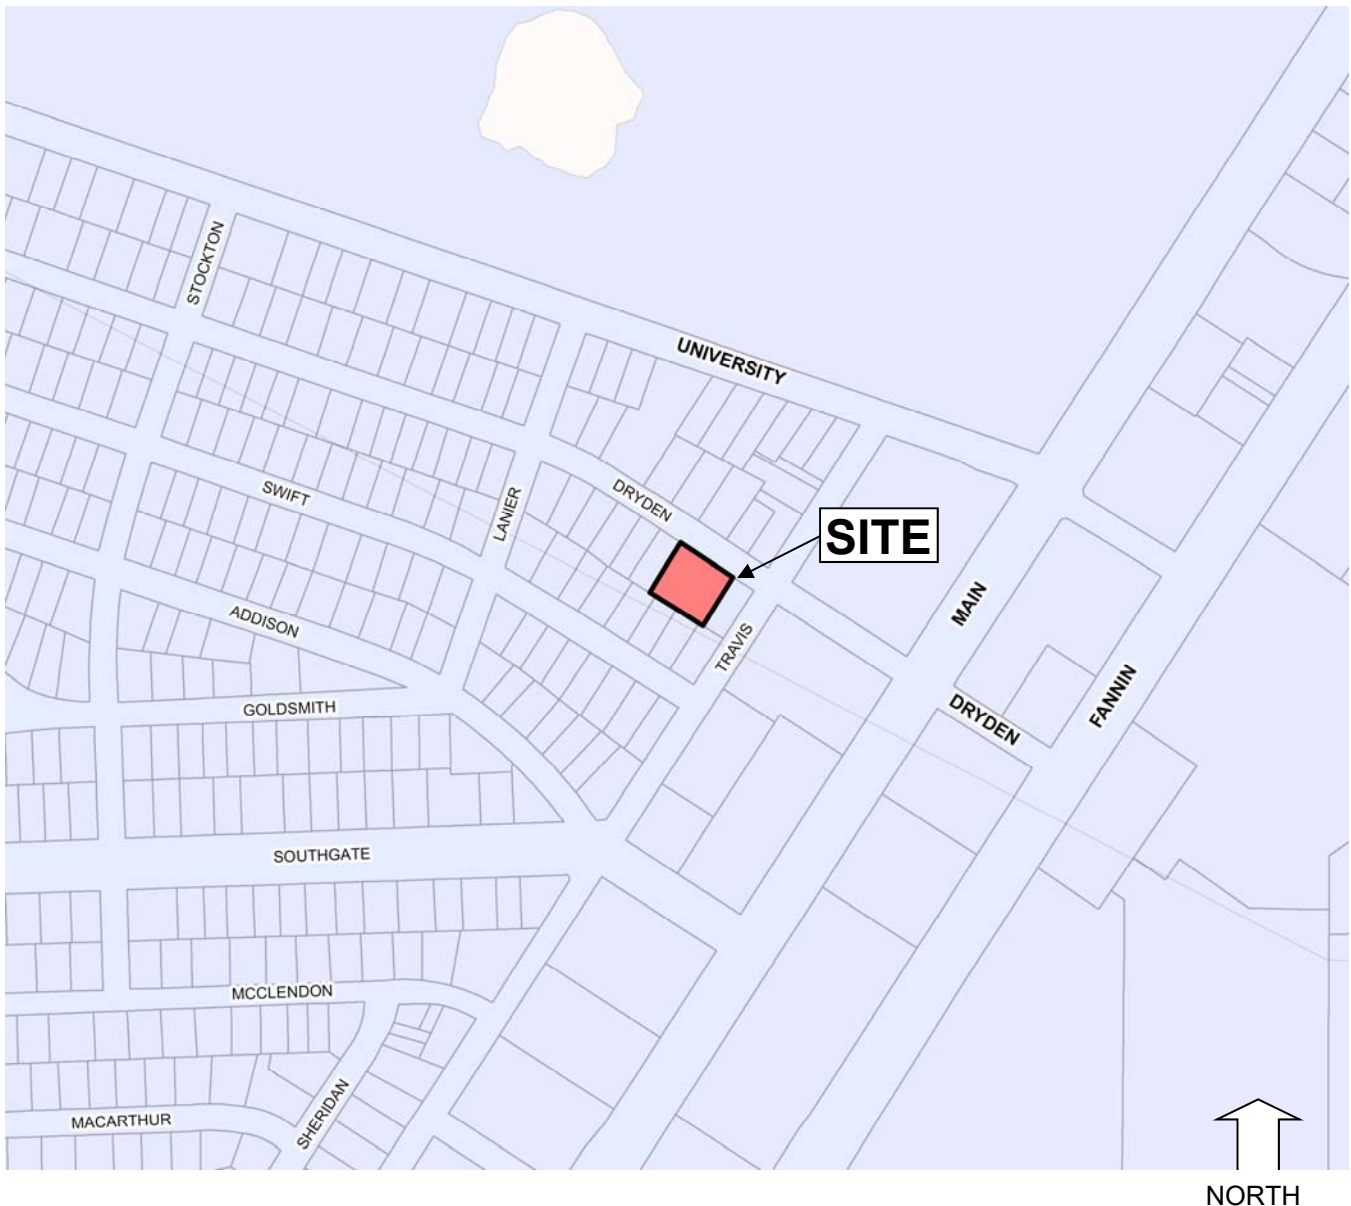 STOCKTON
UNIVERSITY
SWIFT
LANIER
DRYDEN
SITE
ADDISON
TRAVIS
MAIN
GOLDSMITH
DRYDEN
FANNIN
SOUTHGATE
MCCLENDON
MACARTHUR
SHERIDAN
NORTH